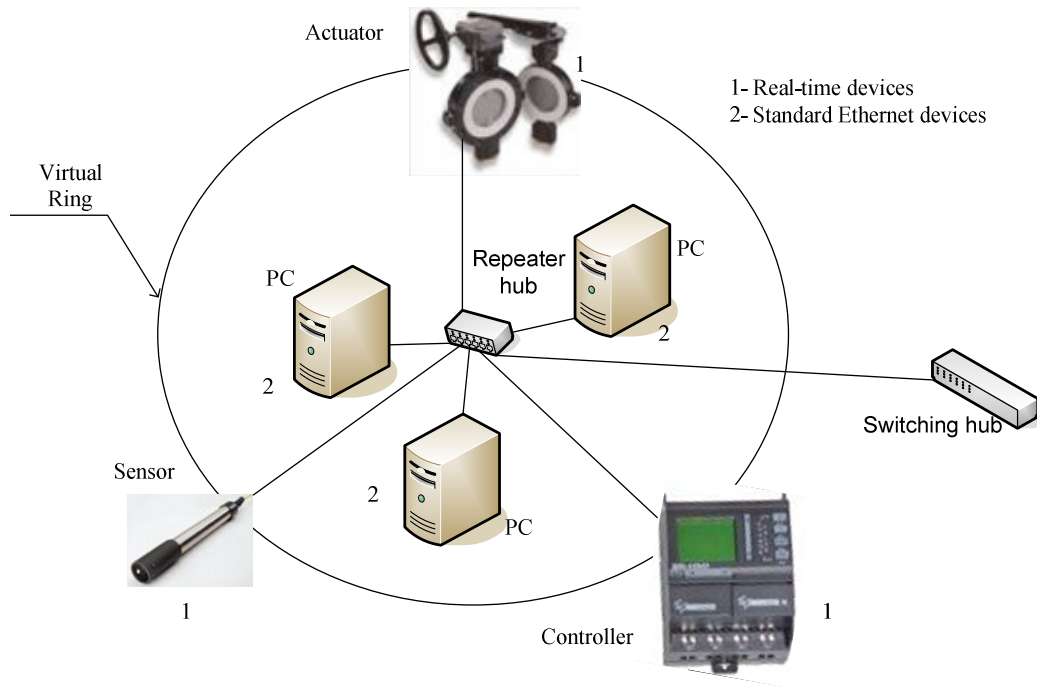 Actuator
1
1- Real-time devices
2- Standard Ethernet devices
Virtual
Ring
PC
Repeater
hub
PC
2
2
Switching hub
Sensor
2
PC
1
Controller
1